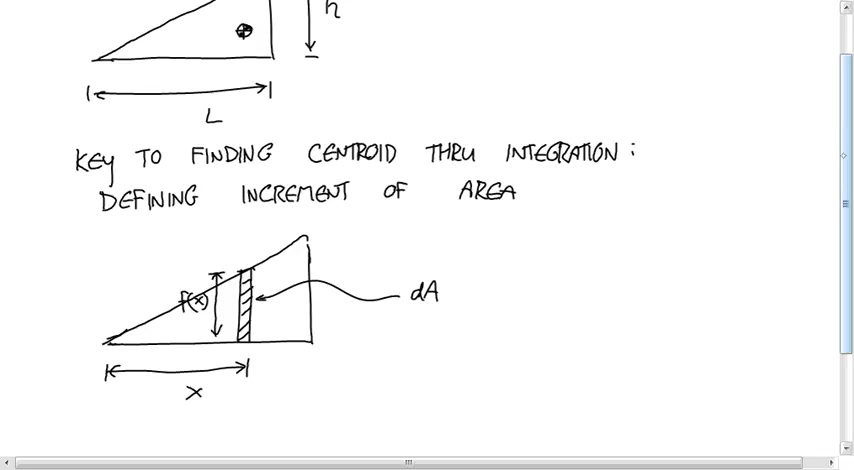 h
L
KEY TO FINDING CENTROID THRU INTEGRATION:
DEFINING INCREMENT OF AREA
f(x)
dA
x